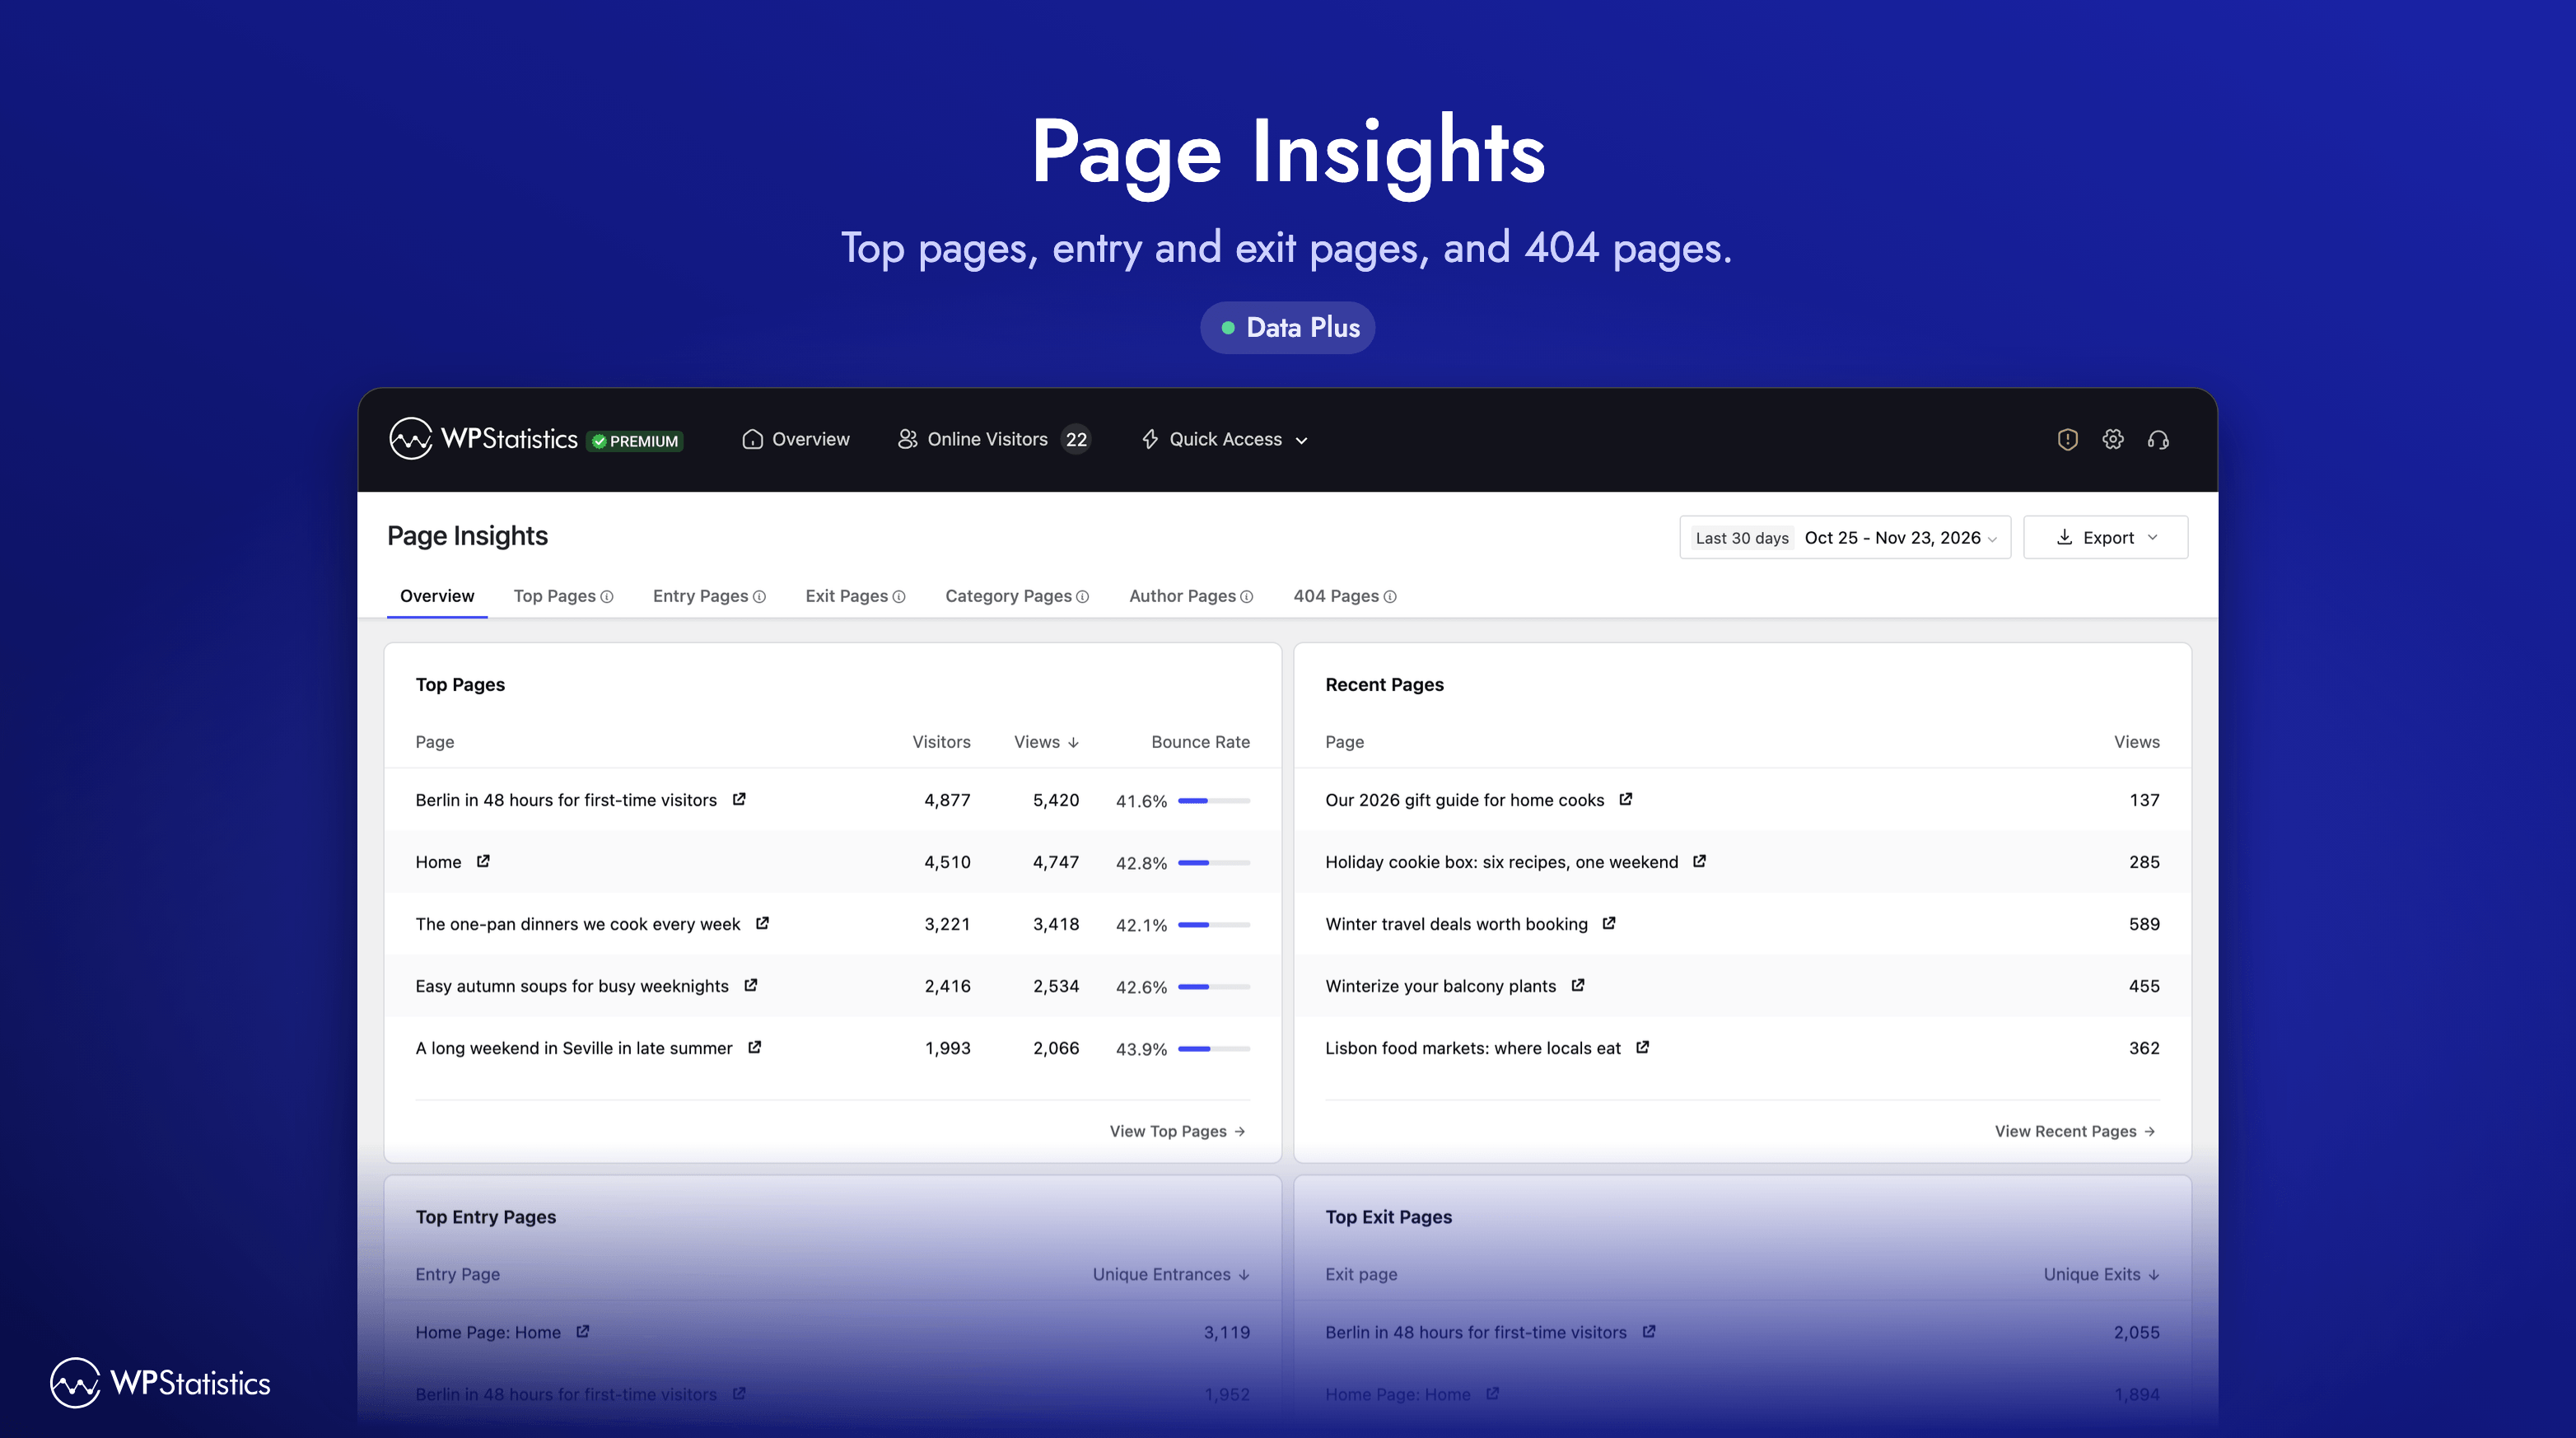 Page Insights
Top pages, entry and exit pages, and 404 pages.
Data Plus
WPStatistics PREMIUM Overview Online Visitors 22 Quick Access
Page Insights Last 30 days Oct 25 - Nov 23, 2026 Export
Overview Top Pages Entry Pages Exit Pages Category Pages Author Pages 404 Pages
Top Pages
Page Visitors Views ↓ Bounce Rate
Berlin in 48 hours for first-time visitors 4,877 5,420 41.6%
Home 4,510 4,747 42.8%
The one-pan dinners we cook every week 3,221 3,418 42.1%
Easy autumn soups for busy weeknights 2,416 2,534 42.6%
A long weekend in Seville in late summer 1,993 2,066 43.9%
View Top Pages →
Recent Pages
Page Views
Our 2026 gift guide for home cooks 137
Holiday cookie box: six recipes, one weekend 285
Winter travel deals worth booking 589
Winterize your balcony plants 455
Lisbon food markets: where locals eat 362
View Recent Pages →
Top Entry Pages
Entry Page Unique Entrances ↓
Home Page: Home 3,119
Berlin in 48 hours for first-time visitors 1,952
Top Exit Pages
Exit page Unique Exits ↓
Berlin in 48 hours for first-time visitors 2,055
Home Page: Home 1,894
WPStatistics